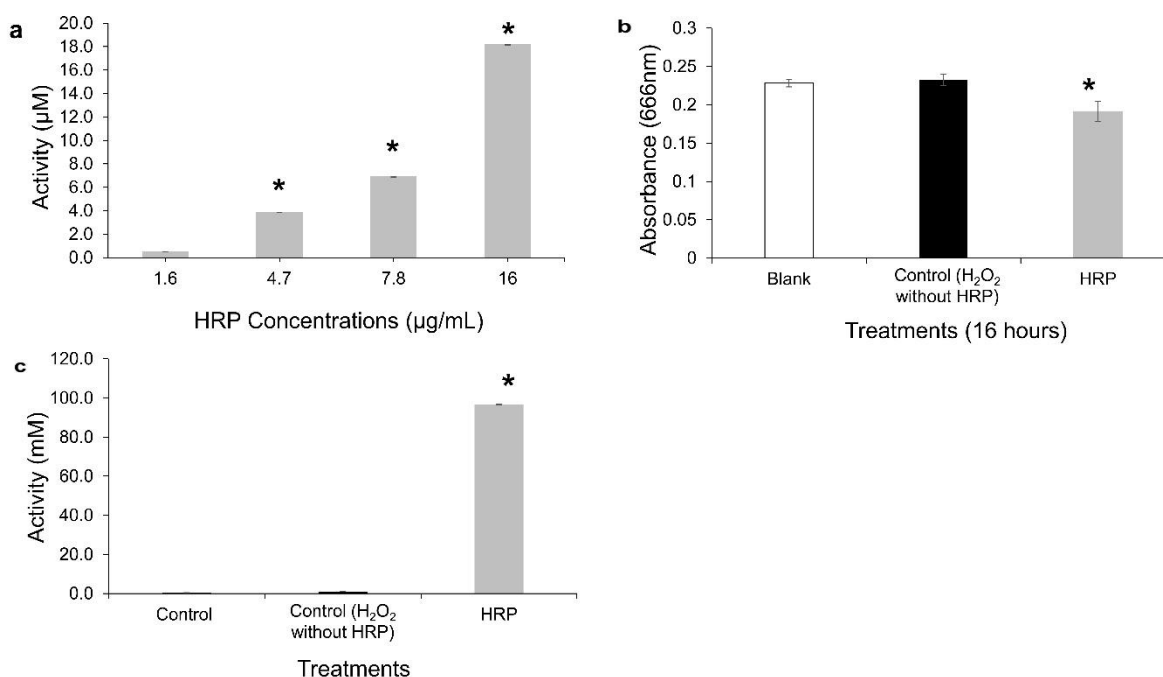 a
20.0
18.0
16.0
14.0
12.0
10.0
8.0
6.0
4.0
2.0
0.0
Activity (µM)
*
*
*
1.6 4.7 7.8 16
HRP Concentrations (µg/mL)
b
0.3
0.25
0.2
0.15
0.1
0.05
0
Absorbance (666nm)
*
Blank Control (H₂O₂ HRP
without HRP)
Treatments (16 hours)
c
120.0
100.0
80.0
60.0
40.0
20.0
0.0
Activity (mM)
*
Control Control (H₂O₂ HRP
without HRP)
Treatments